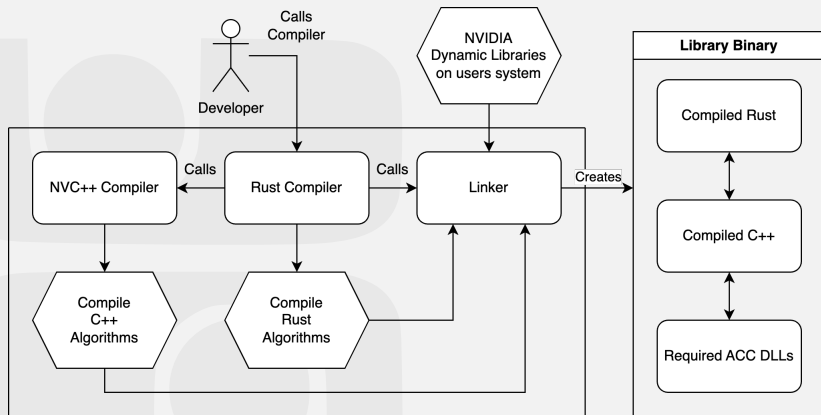 Calls
Compiler
Developer
NVIDIA
Dynamic Libraries
on users system
NVC++ Compiler
Calls
Rust Compiler
Calls
Linker
Creates
Compile
C++
Algorithms
Compile
Rust
Algorithms
Library Binary
Compiled Rust
Compiled C++
Required ACC DLLs